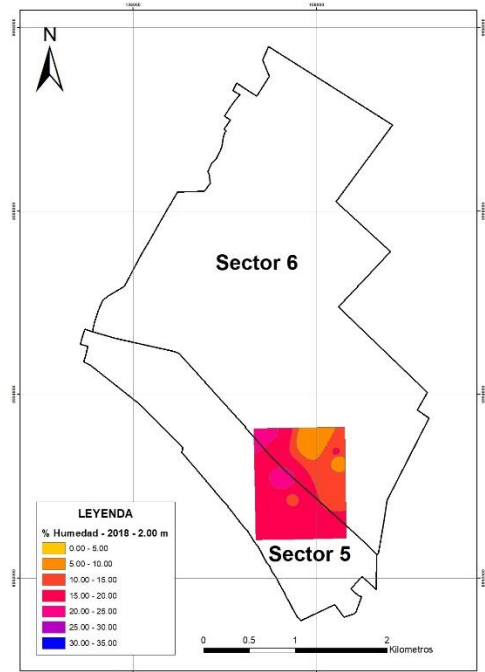 N
Sector 6
Sector 5
LEYENDA
% Humedad - 2018 - 2.00 m
0.00 - 5.00
5.00 - 10.00
10.00 - 15.00
15.00 - 20.00
20.00 - 25.00
25.00 - 30.00
30.00 - 35.00
0 0.5 1 2
Kilometros